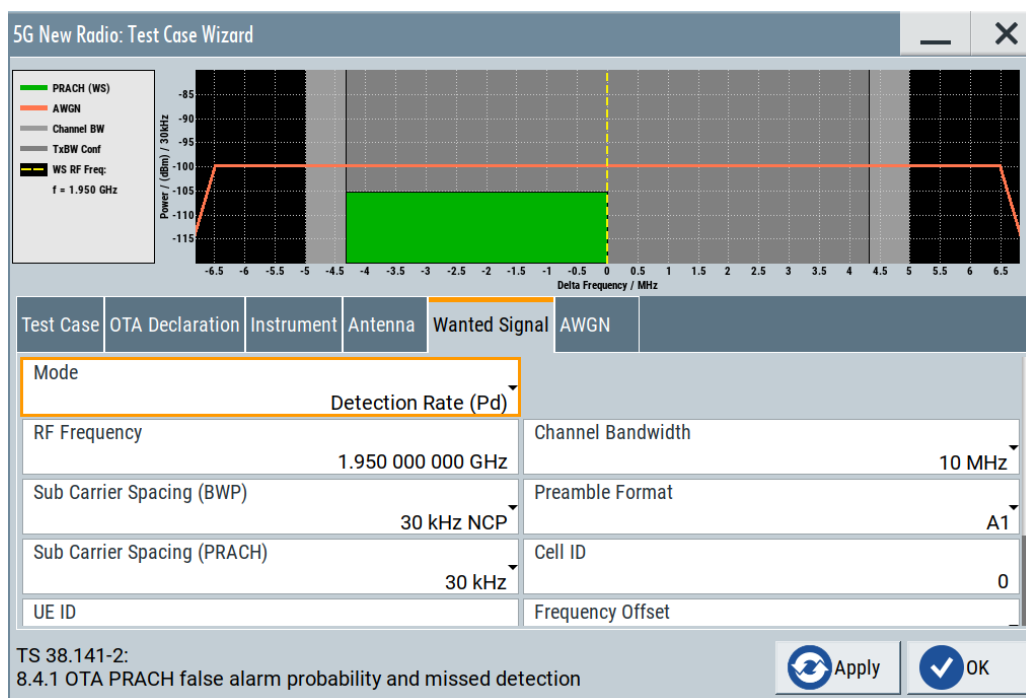 5G New Radio: Test Case Wizard
PRACH (WS)
AWGN
Channel BW
TxBW Conf
WS RF Freq:
f = 1.950 GHz
Power / (dBm) / 30kHz
-85
-90
-95
-100
-105
-110
-115
-6.5 -6 -5.5 -5 -4.5 -4 -3.5 -3 -2.5 -2 -1.5 -1 -0.5 0 0.5 1 1.5 2 2.5 3 3.5 4 4.5 5 5.5 6 6.5
Delta Frequency / MHz
Test Case OTA Declaration Instrument Antenna Wanted Signal AWGN
Mode
Detection Rate (Pd)
RF Frequency
1.950 000 000 GHz
Channel Bandwidth
10 MHz
Sub Carrier Spacing (BWP)
30 kHz NCP
Preamble Format
A1
Sub Carrier Spacing (PRACH)
30 kHz
Cell ID
0
UE ID
Frequency Offset
TS 38.141-2:
8.4.1 OTA PRACH false alarm probability and missed detection
Apply
OK